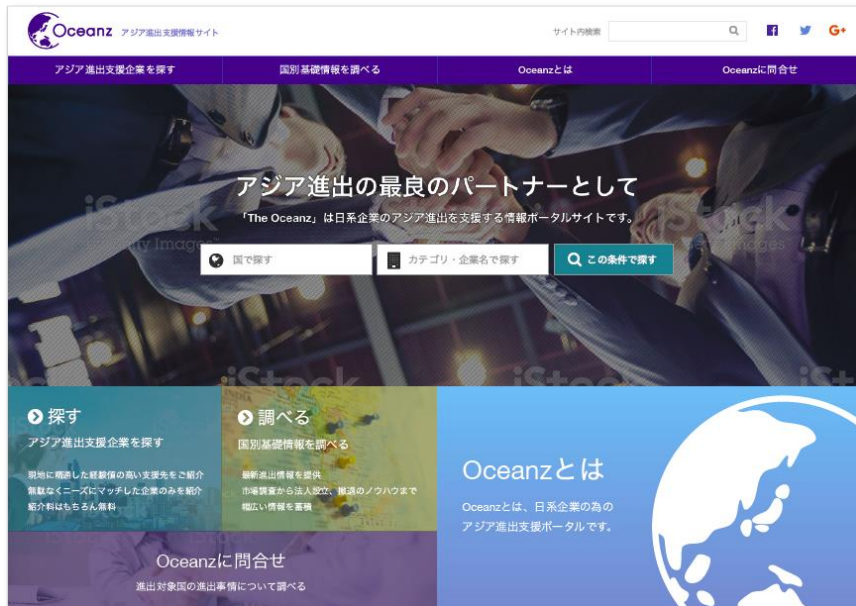 Oceanz アジア進出支援情報サイト
サイト内検索
G+
アジア進出支援企業を探す 国別基礎情報を調べる Oceanzとは Oceanzに問合せ
アジア進出の最良のパートナーとして
「The Oceanz」は日系企業のアジア進出を支援する情報ポータルサイトです。
iStock
iStock
by Getty Images
国で探す カテゴリ・企業名で探す この条件で探す
iStock
iStock
探す
アジア進出支援企業を探す
現地に精通した経験値の高い支援先をご紹介
無駄なくニーズにマッチした企業のみを紹介
紹介料はもちろん無料
調べる
国別基礎情報を調べる
最新進出情報を提供
市場調査から法人設立、撤退のノウハウまで
幅広い情報を蓄積
INDIA
Oceanzとは
Oceanzとは、日系企業の為の
アジア進出支援ポータルです。
Oceanzに問合せ
進出対象国の進出事情について調べる